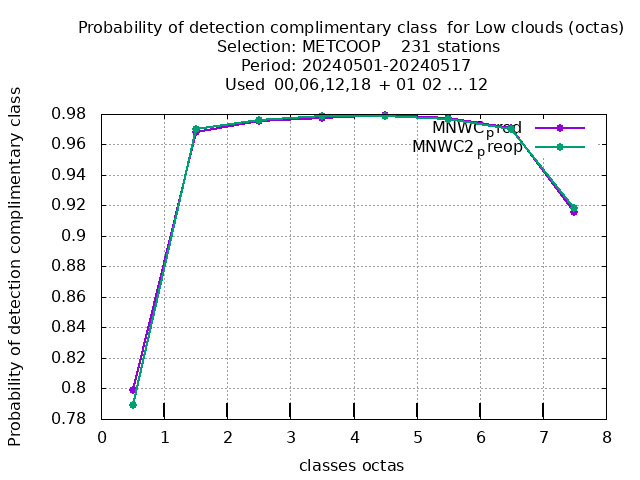 Probability of detection complimentary class  for Low clouds (octas)
Selection: METCOOP    231 stations
Period: 20240501-20240517
Used  00,06,12,18  + 01 02 ... 12
Probability of detection complimentary class
0.98
0.96
0.94
0.92
0.9
0.88
0.86
0.84
0.82
0.8
0.78
MNWCpred
MNWC2preop
0 1 2 3 4 5 6 7 8
classes octas